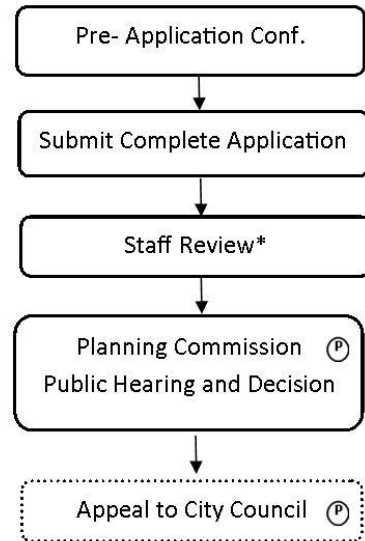 Pre- Application Conf.
Submit Complete Application
Staff Review*
Planning Commission P
Public Hearing and Decision
Appeal to City Council P